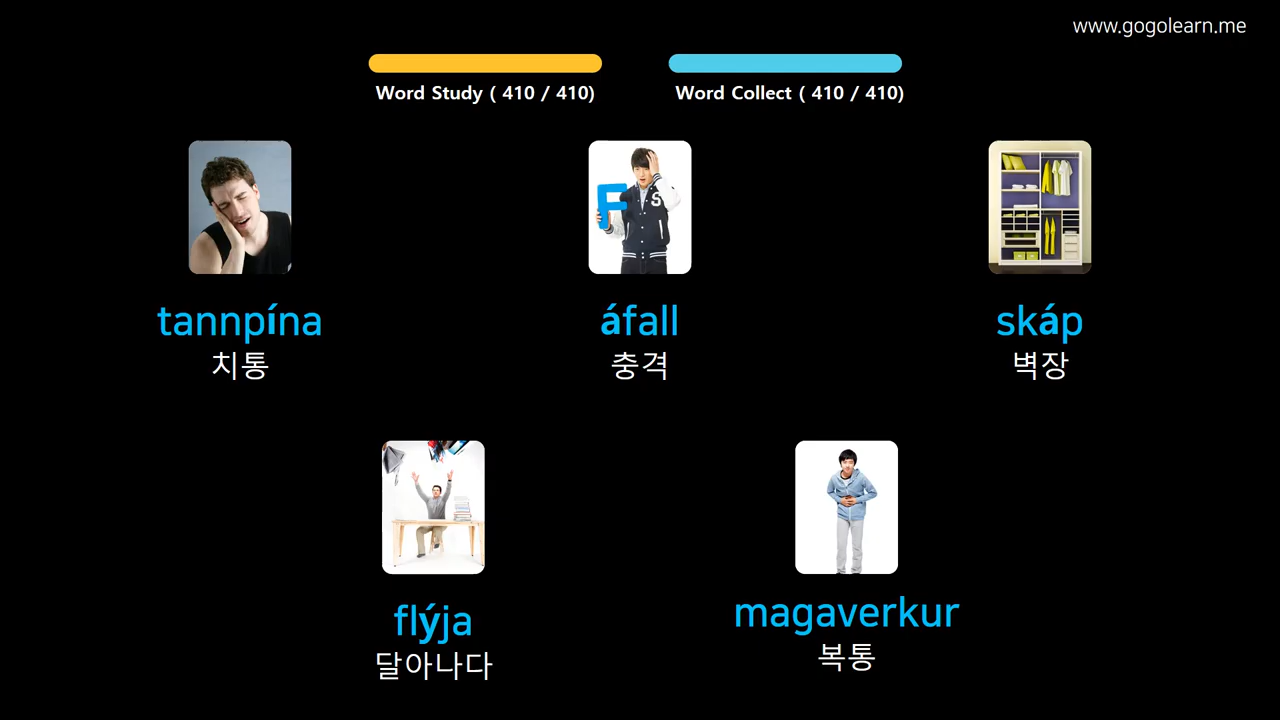 www.gogolearn.me
Word Study ( 410 / 410)
Word Collect ( 410 / 410)
F
S
tannpína
áfall
skáp
치통
충격
벽장
flýja
magaverkur
달아나다
복통